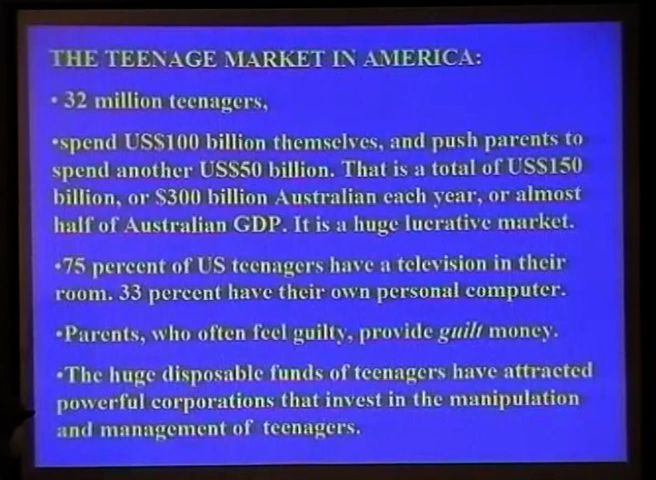 THE TEENAGE MARKET IN AMERICA:
• 32 million teenagers,
•spend US$100 billion themselves, and push parents to
spend another US$50 billion. That is a total of US$150
billion, or $300 billion Australian each year, or almost
half of Australian GDP. It is a huge lucrative market.
•75 percent of US teenagers have a television in their
room. 33 percent have their own personal computer.
•Parents, who often feel guilty, provide guilt money.
•The huge disposable funds of teenagers have attracted
powerful corporations that invest in the manipulation
and management of teenagers.